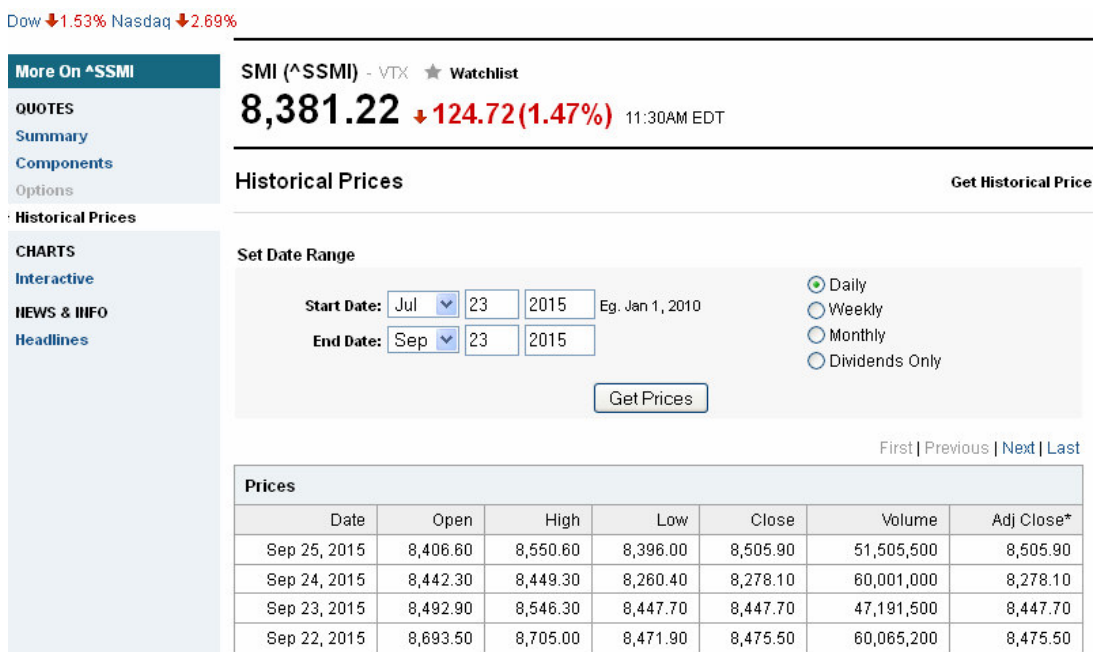 Dow 1.53% Nasdaq 2.69%
More On ^SSMI
QUOTES
Summary
Components
Options
Historical Prices
CHARTS
Interactive
NEWS & INFO
Headlines
SMI (^SSMI) - VTX Watchlist
8,381.22 124.72(1.47%) 11:30AM EDT
Historical Prices Get Historical Price
Set Date Range
Start Date: Jul 23 2015 Eg. Jan 1, 2010
End Date: Sep 23 2015
Daily
Weekly
Monthly
Dividends Only
Get Prices
First | Previous | Next | Last
Prices
Date Open High Low Close Volume Adj Close*
Sep 25, 2015 8,406.60 8,550.60 8,396.00 8,505.90 51,505,500 8,505.90
Sep 24, 2015 8,442.30 8,449.30 8,260.40 8,278.10 60,001,000 8,278.10
Sep 23, 2015 8,492.90 8,546.30 8,447.70 8,447.70 47,191,500 8,447.70
Sep 22, 2015 8,693.50 8,705.00 8,471.90 8,475.50 60,065,200 8,475.50